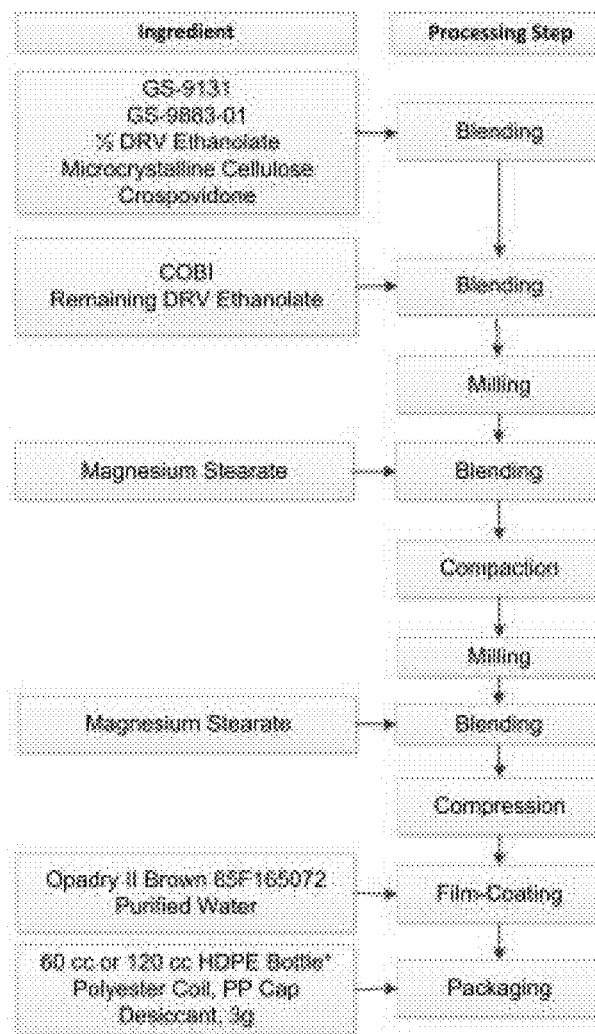 Ingredient
Processing Step
GS-9131
GS-9883-01
½ DRV Ethanolate
Microcrystalline Cellulose
Crospovidone
Blending
COBI
Remaining DRV Ethanolate
Blending
Milling
Magnesium Stearate
Blending
Compaction
Milling
Magnesium Stearate
Blending
Compression
Opadry II Brown 85F165072
Purified Water
Film-Coating
60 cc or 120 cc HDPE Bottle*
Polyester Coil, PP Cap
Desiccant, 3g
Packaging